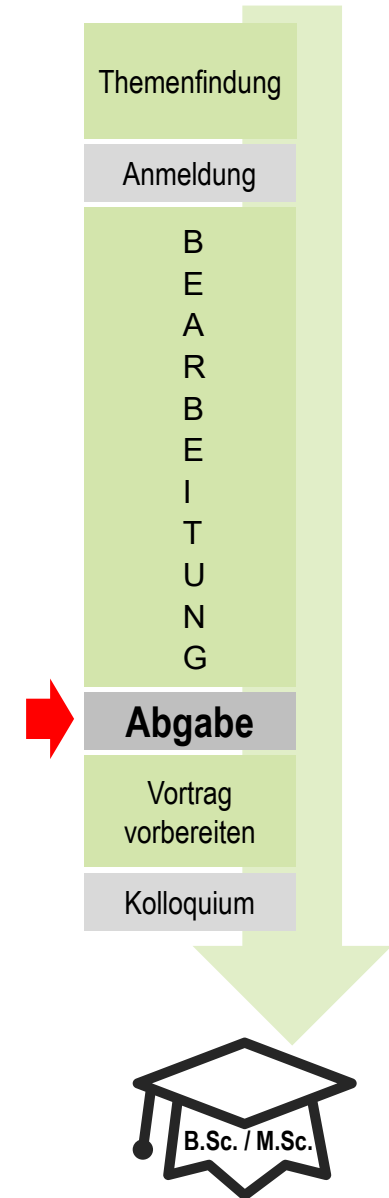 Themenfindung
Anmeldung
B
E
A
R
B
E
I
T
U
N
G
Abgabe
Vortrag
vorbereiten
Kolloquium
B.Sc. / M.Sc.